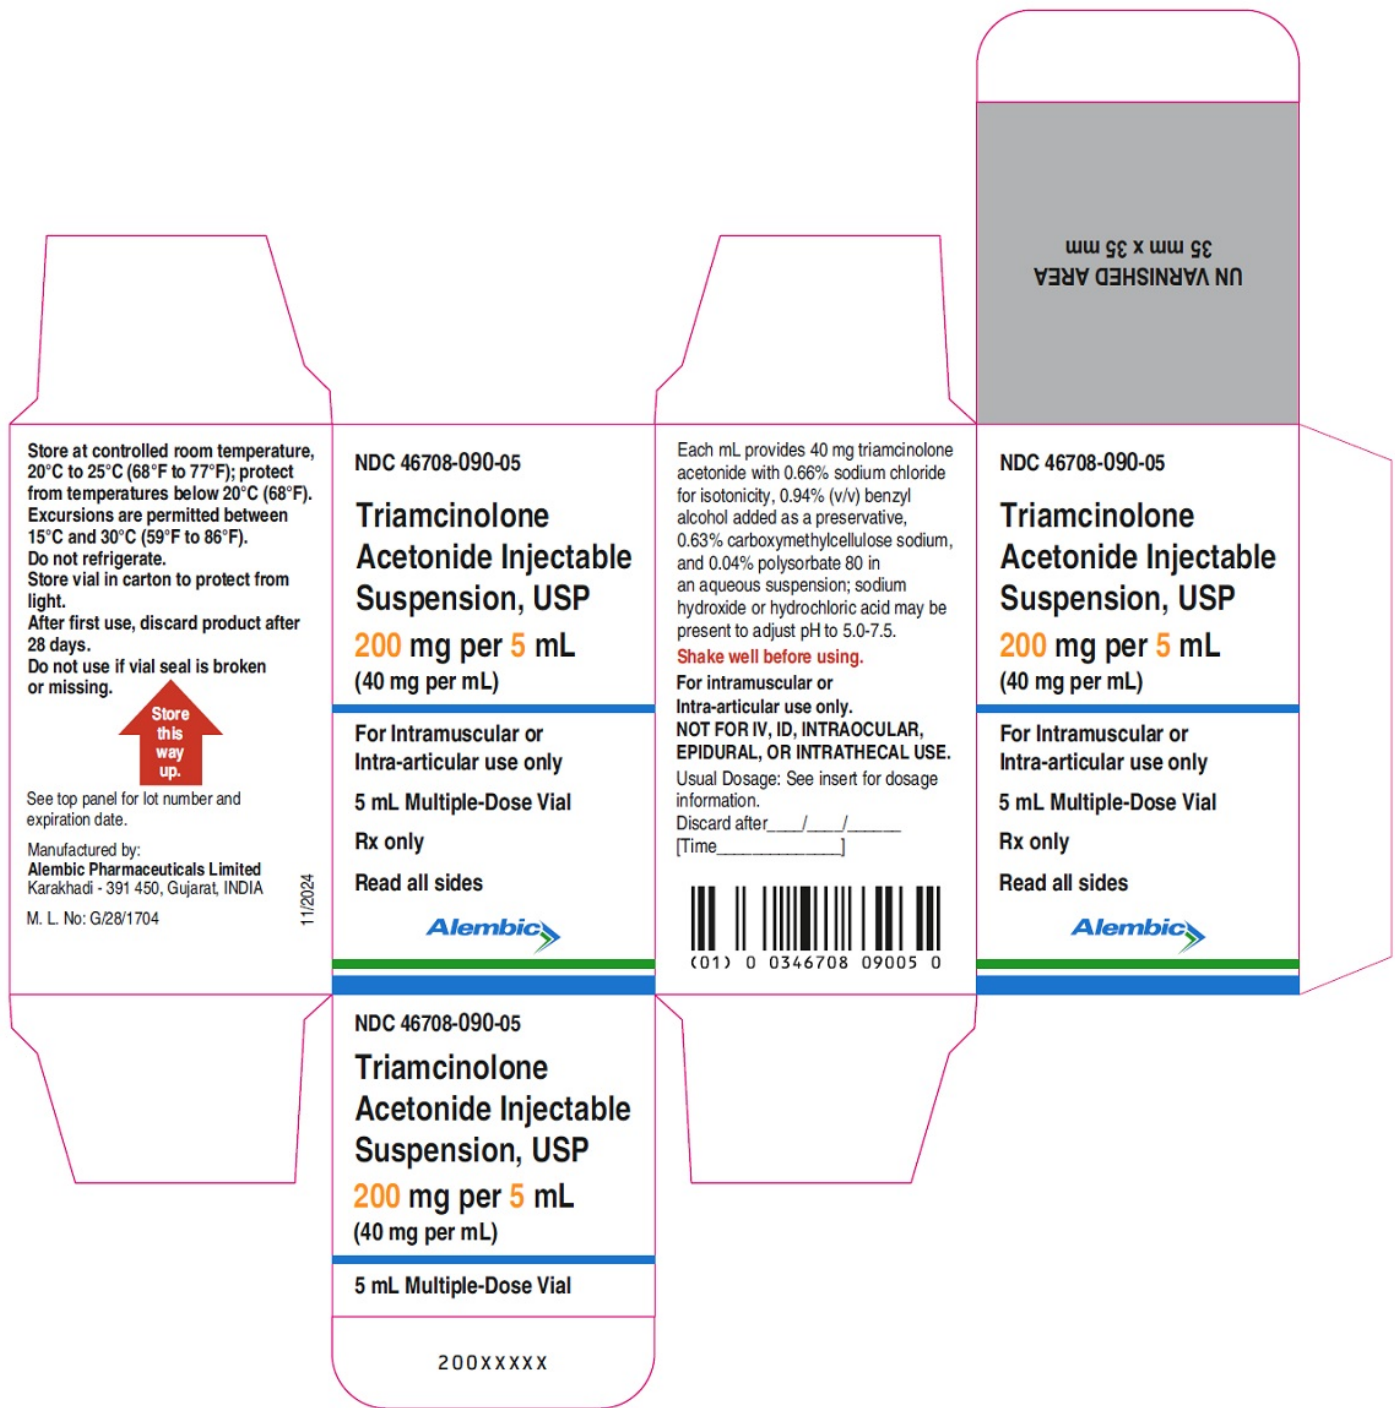 UN VARNISHED AREA
35 mm x 35 mm
Store at controlled room temperature,
20°C to 25°C (68°F to 77°F); protect
from temperatures below 20°C (68°F).
Excursions are permitted between
15°C and 30°C (59°F to 86°F).
Do not refrigerate.
Store vial in carton to protect from
light.
After first use, discard product after
28 days.
Do not use if vial seal is broken
or missing.
Store
this
way
up.
See top panel for lot number and
expiration date.
Manufactured by:
Alembic Pharmaceuticals Limited
Karakhadi - 391 450, Gujarat, INDIA
M. L. No: G/28/1704
11/2024
NDC 46708-090-05
Triamcinolone
Acetonide Injectable
Suspension, USP
200 mg per 5 mL
(40 mg per mL)
For Intramuscular or
Intra-articular use only
5 mL Multiple-Dose Vial
Rx only
Read all sides
Alembic
Each mL provides 40 mg triamcinolone
acetonide with 0.66% sodium chloride
for isotonicity, 0.94% (v/v) benzyl
alcohol added as a preservative,
0.63% carboxymethylcellulose sodium,
and 0.04% polysorbate 80 in
an aqueous suspension; sodium
hydroxide or hydrochloric acid may be
present to adjust pH to 5.0-7.5.
Shake well before using.
For intramuscular or
Intra-articular use only.
NOT FOR IV, ID, INTRAOCULAR,
EPIDURAL, OR INTRATHECAL USE.
Usual Dosage: See insert for dosage
information.
Discard after____/____/______
[Time______________]
(01) 0 0346708 09005 0
NDC 46708-090-05
Triamcinolone
Acetonide Injectable
Suspension, USP
200 mg per 5 mL
(40 mg per mL)
For Intramuscular or
Intra-articular use only
5 mL Multiple-Dose Vial
Rx only
Read all sides
Alembic
NDC 46708-090-05
Triamcinolone
Acetonide Injectable
Suspension, USP
200 mg per 5 mL
(40 mg per mL)
5 mL Multiple-Dose Vial
200XXXXX